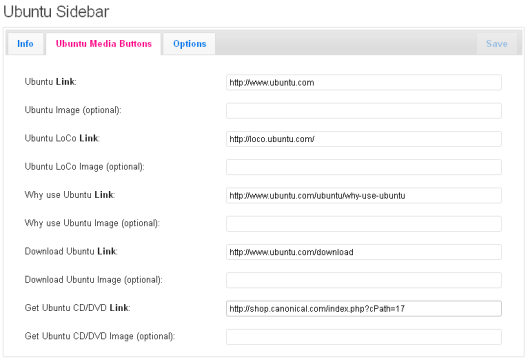 Ubuntu Sidebar
Info Ubuntu Media Buttons Options Save
Ubuntu Link: http://www.ubuntu.com
Ubuntu Image (optional):
Ubuntu LoCo Link: http://loco.ubuntu.com/
Ubuntu LoCo Image (optional):
Why use Ubuntu Link: http://www.ubuntu.com/ubuntu/why-use-ubuntu
Why use Ubuntu Image (optional):
Download Ubuntu Link: http://www.ubuntu.com/download
Download Ubuntu Image (optional):
Get Ubuntu CD/DVD Link: http://shop.canonical.com/index.php?cPath=17
Get Ubuntu CD/DVD Image (optional):